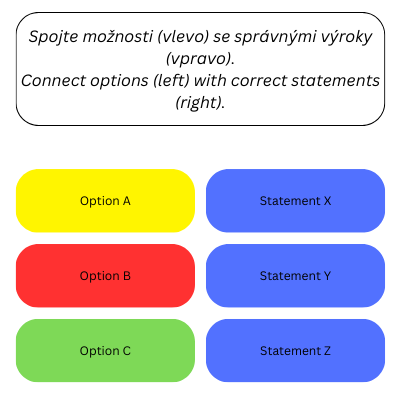 Spojte možnosti (vlevo) se správnými výroky
(vpravo).
Connect options (left) with correct statements
(right).
Option A
Statement X
Option B
Statement Y
Option C
Statement Z